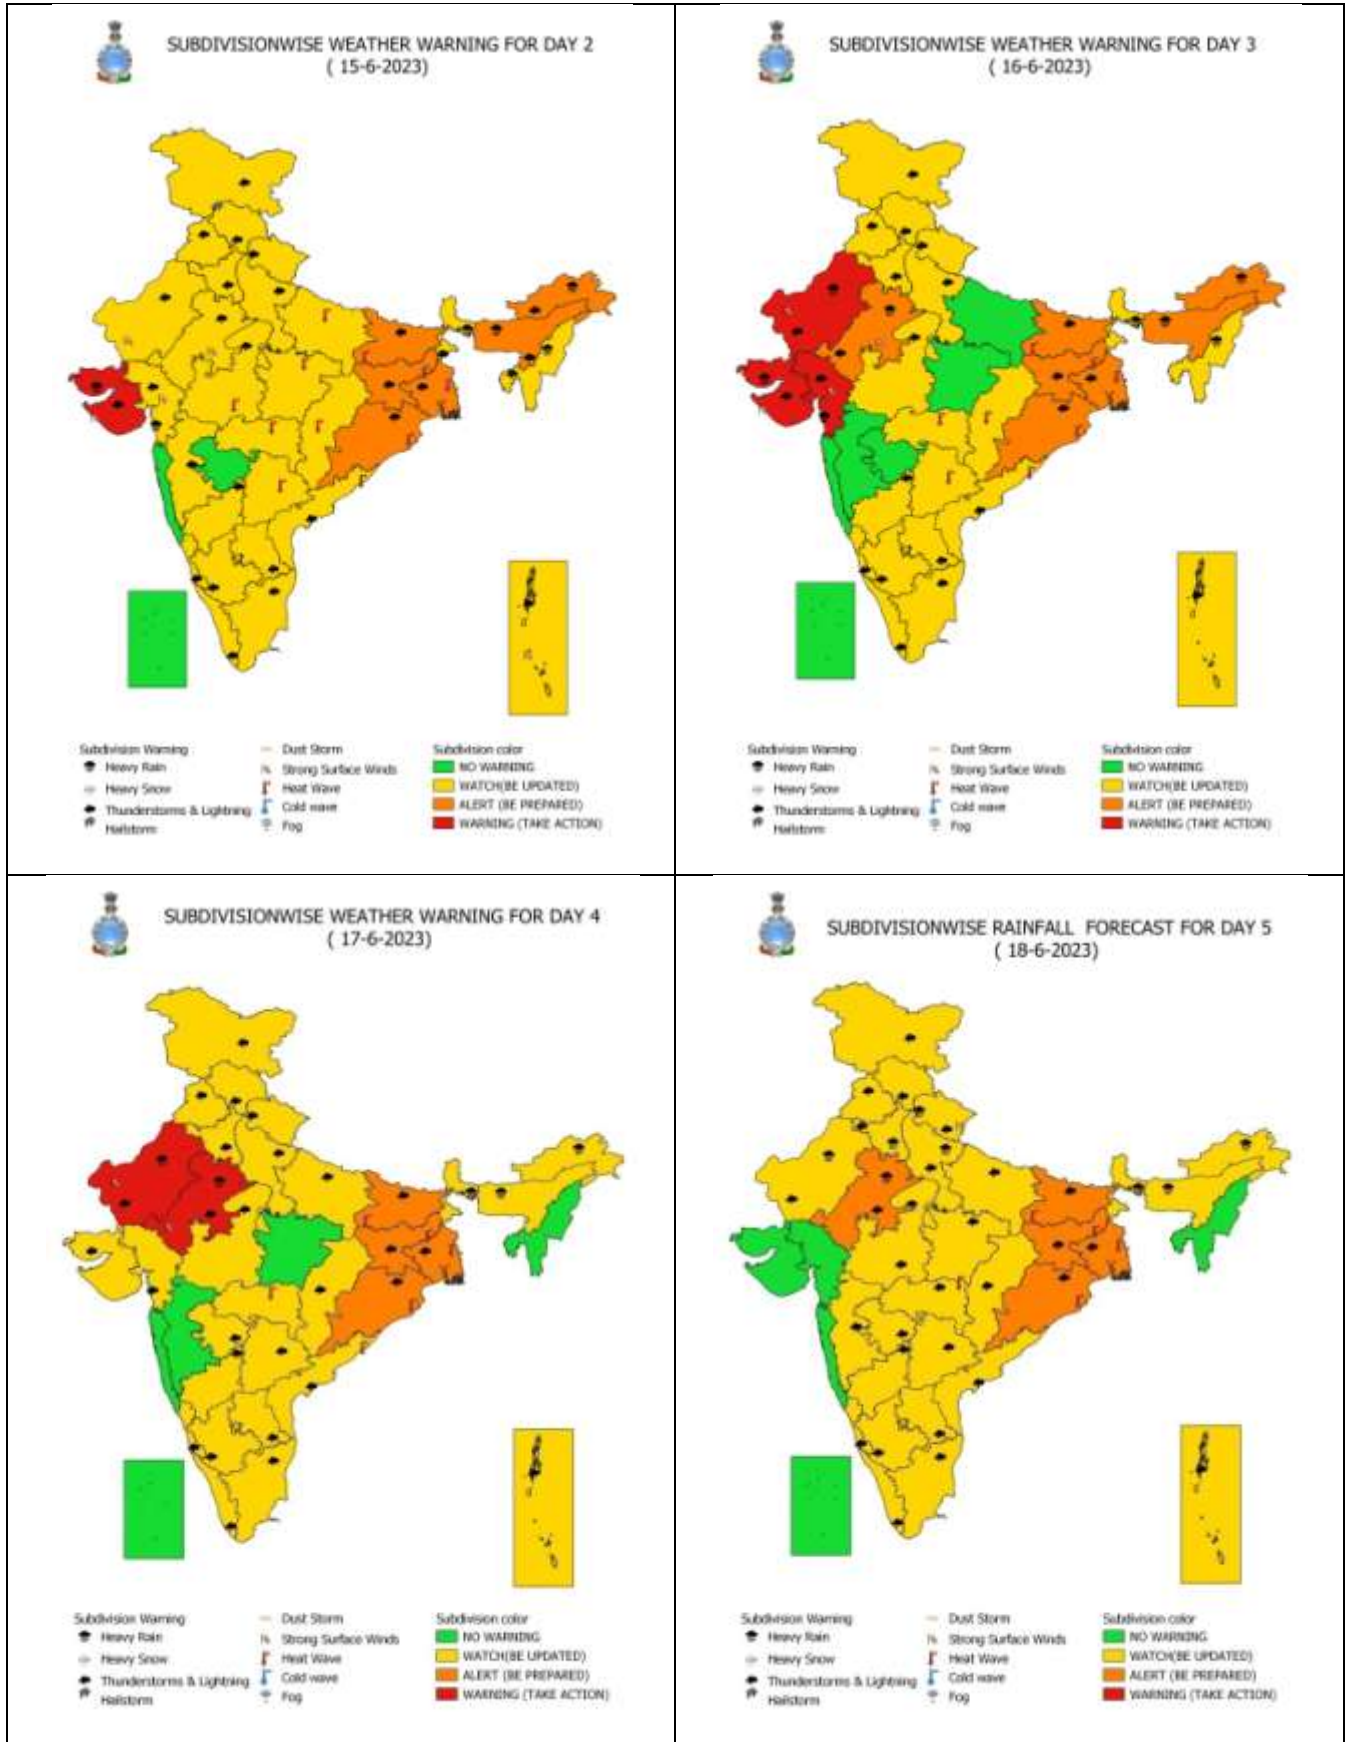 SUBDIVISIONWISE WEATHER WARNING FOR DAY 2
( 15-6-2023)
Subdivision Warning
Heavy Rain
Heavy Snow
Thunderstorms & Lightning
Hailstorm
Dust Storm
Strong Surface Winds
Heat Wave
Cold wave
Fog
Subdivision color
NO WARNING
WATCH(BE UPDATED)
ALERT (BE PREPARED)
WARNING (TAKE ACTION)
SUBDIVISIONWISE WEATHER WARNING FOR DAY 3
( 16-6-2023)
Subdivision Warning
Heavy Rain
Heavy Snow
Thunderstorms & Lightning
Hailstorm
Dust Storm
Strong Surface Winds
Heat Wave
Cold wave
Fog
Subdivision color
NO WARNING
WATCH(BE UPDATED)
ALERT (BE PREPARED)
WARNING (TAKE ACTION)
SUBDIVISIONWISE WEATHER WARNING FOR DAY 4
( 17-6-2023)
Subdivision Warning
Heavy Rain
Heavy Snow
Thunderstorms & Lightning
Hailstorm
Dust Storm
Strong Surface Winds
Heat Wave
Cold wave
Fog
Subdivision color
NO WARNING
WATCH(BE UPDATED)
ALERT (BE PREPARED)
WARNING (TAKE ACTION)
SUBDIVISIONWISE RAINFALL FORECAST FOR DAY 5
( 18-6-2023)
Subdivision Warning
Heavy Rain
Heavy Snow
Thunderstorms & Lightning
Hailstorm
Dust Storm
Strong Surface Winds
Heat Wave
Cold wave
Fog
Subdivision color
NO WARNING
WATCH(BE UPDATED)
ALERT (BE PREPARED)
WARNING (TAKE ACTION)